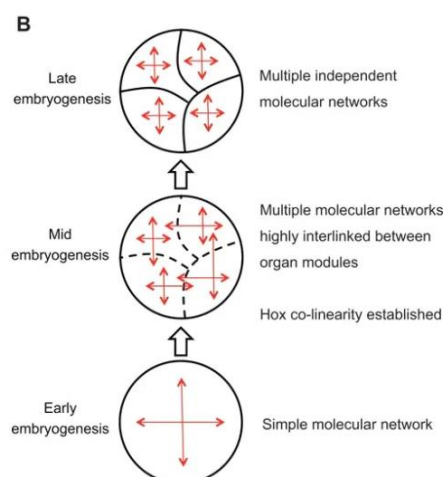 B
Late
embryogenesis
Multiple independent
molecular networks
Mid
embryogenesis
Multiple molecular networks
highly interlinked between
organ modules
Hox co-linearity established
Early
embryogenesis
Simple molecular network